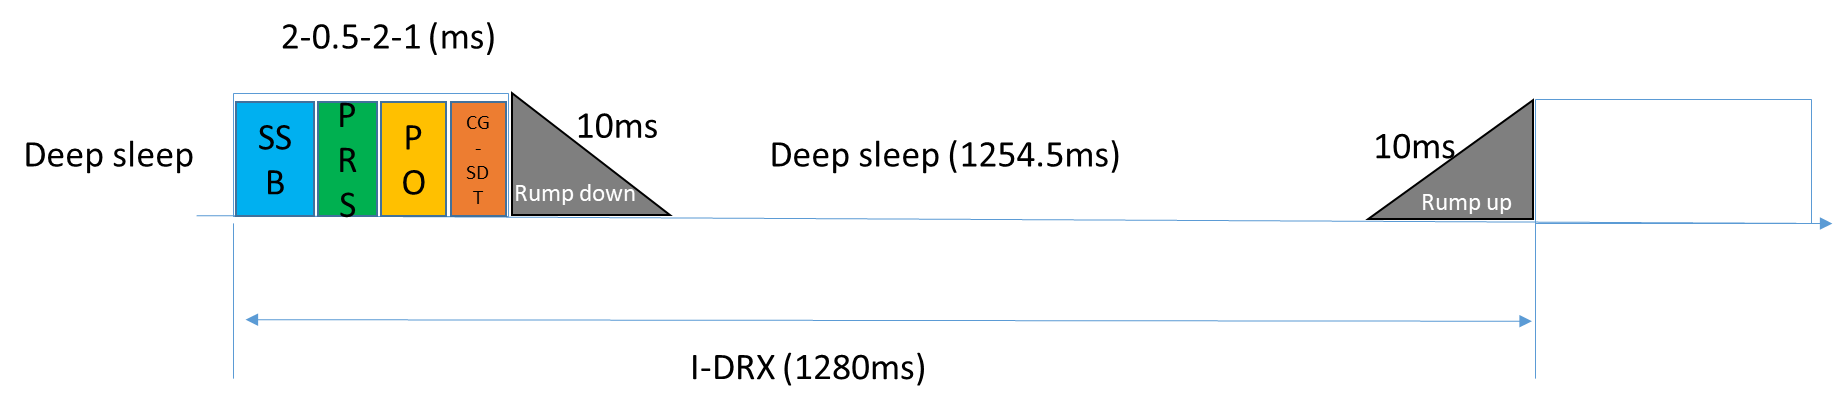 2-0.5-2-1 (ms)
Deep sleep
SS
B
P
R
S
P
O
CG
-
SD
T
Rump down
10ms
Deep sleep (1254.5ms)
10ms
Rump up
I-DRX (1280ms)